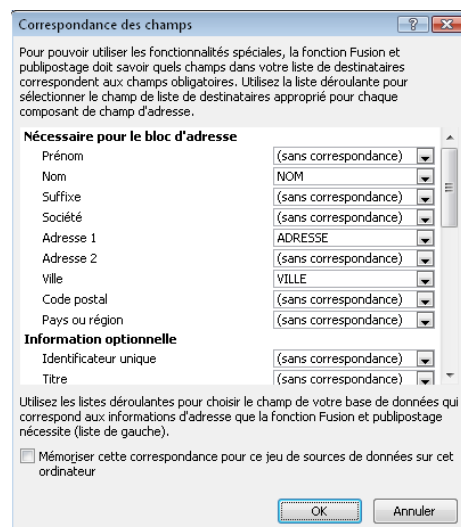 Correspondance des champs
Pour pouvoir utiliser les fonctionnalités spéciales, la fonction Fusion et
publipostage doit savoir quels champs dans votre liste de destinataires
correspondent aux champs obligatoires. Utilisez la liste déroulante pour
sélectionner le champ de liste de destinataires approprié pour chaque
composant de champ d'adresse.
Nécessaire pour le bloc d'adresse
Prénom (sans correspondance)
Nom NOM
Suffixe (sans correspondance)
Société (sans correspondance)
Adresse 1 ADRESSE
Adresse 2 (sans correspondance)
Ville VILLE
Code postal (sans correspondance)
Pays ou région (sans correspondance)
Information optionnelle
Identificateur unique (sans correspondance)
Titre (sans correspondance)
Utilisez les listes déroulantes pour choisir le champ de votre base de données qui
correspond aux informations d'adresse que la fonction Fusion et publipostage
nécessite (liste de gauche).
Mémoriser cette correspondance pour ce jeu de sources de données sur cet
ordinateur
OK Annuler